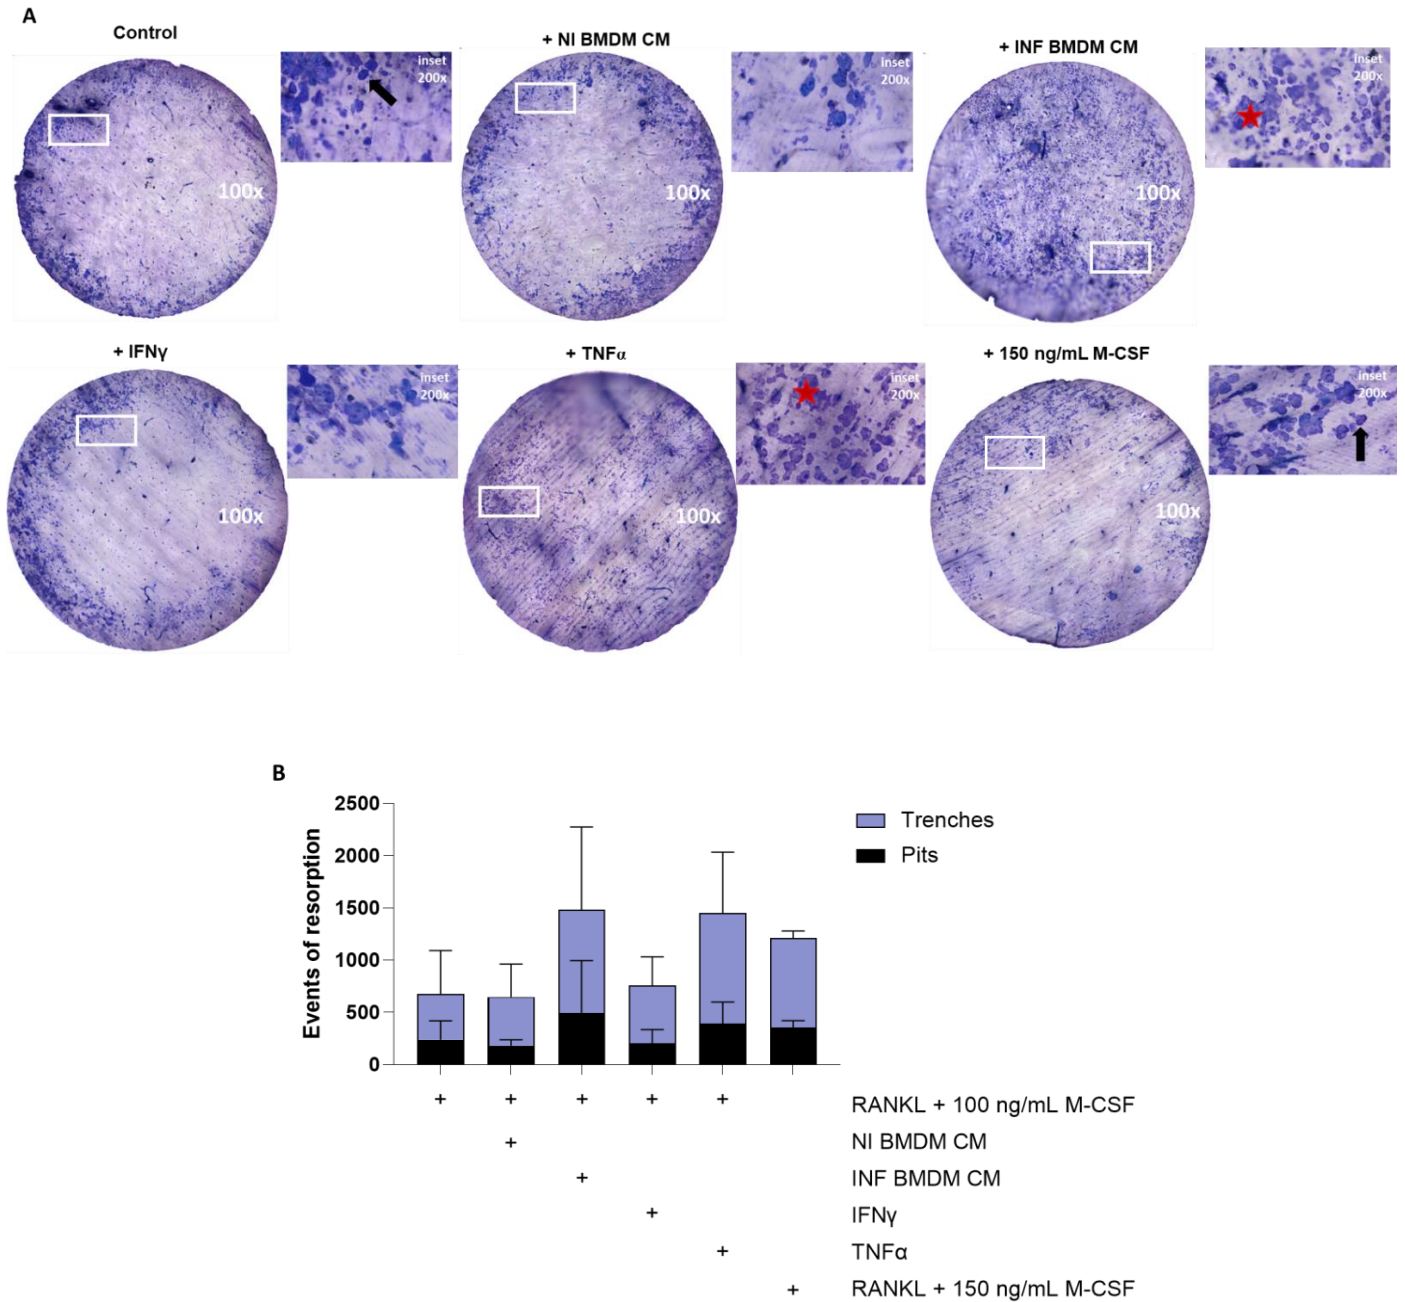 A
Control
+ NI BMDM CM
+ INF BMDM CM
inset
200x
inset
200x
inset
200x
100x
100x
100x
+ IFNγ
+ TNFα
+ 150 ng/mL M-CSF
inset
200x
inset
200x
inset
200x
100x
100x
100x
B
Events of resorption
2500
2000
1500
1000
500
0
Trenches
Pits
+ + + + + RANKL + 100 ng/mL M-CSF
+ NI BMDM CM
+ INF BMDM CM
+ IFNγ
+ TNFα
+ RANKL + 150 ng/mL M-CSF